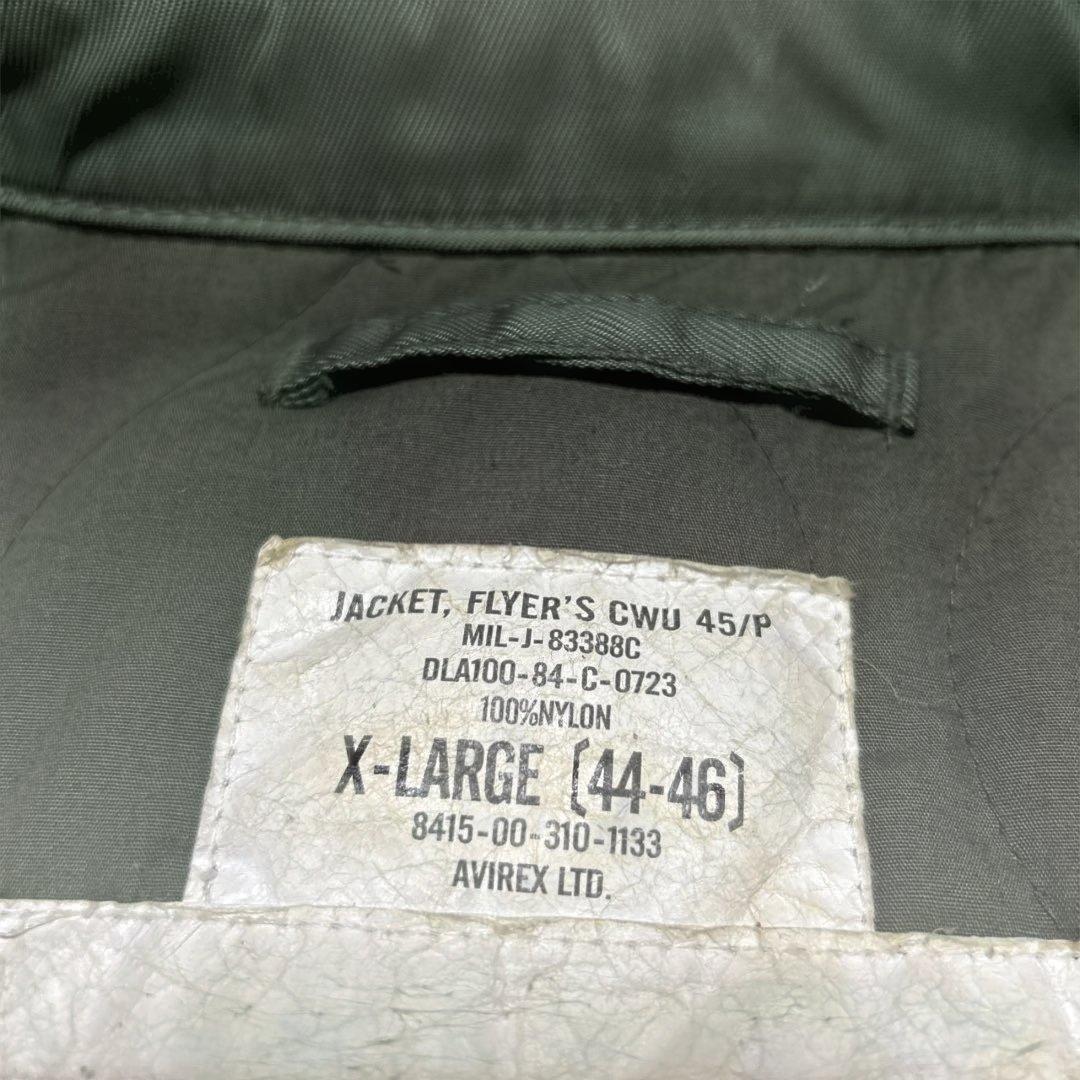 JACKET, FLYER'S CWU 45/P
MIL-J-83388C
DLA100-84-C-0723
100%NYLON
X-LARGE (44-46)
8415-00-310-1133
AVIREX LTD.